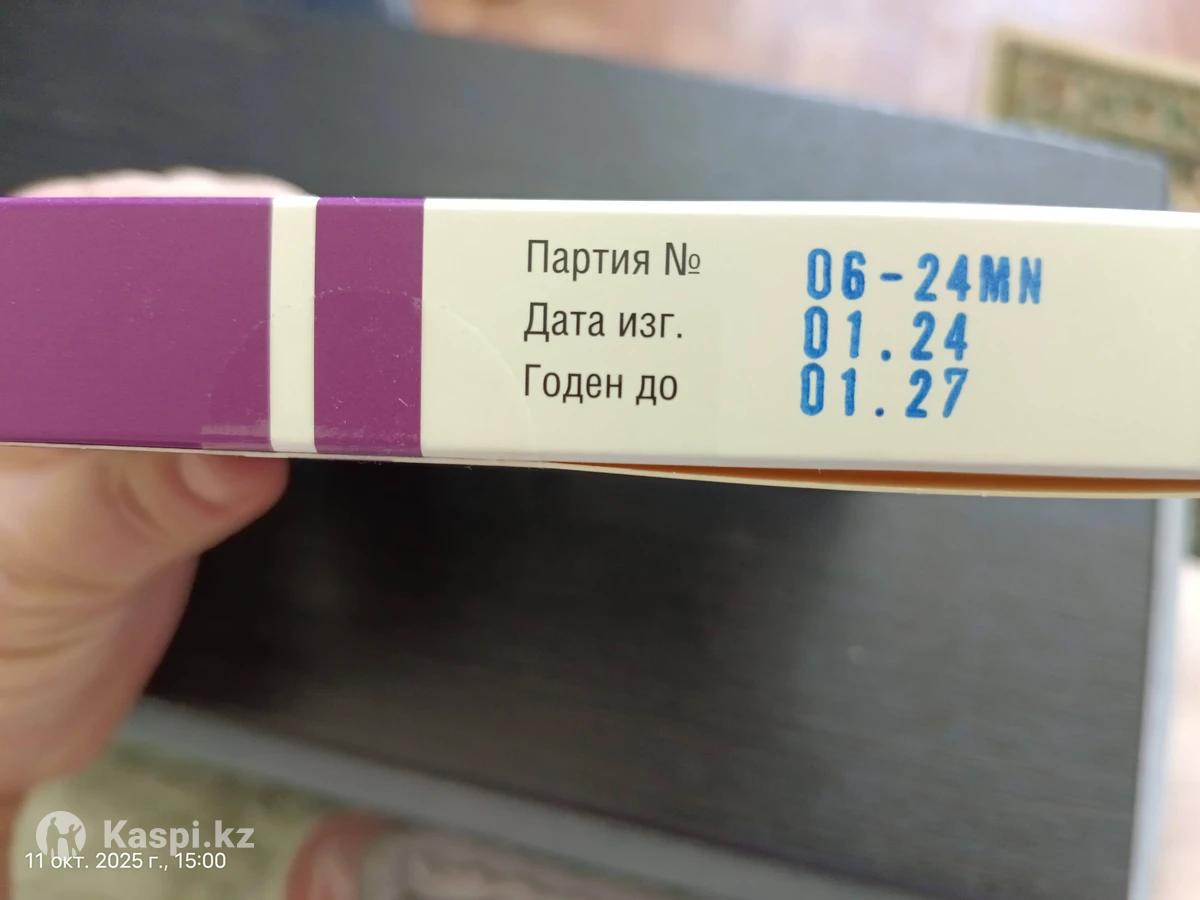 Партия № 06-24MN
Дата изг. 01.24
Годен до 01.27
Kaspi.kz
11 окт. 2025 г., 15:00